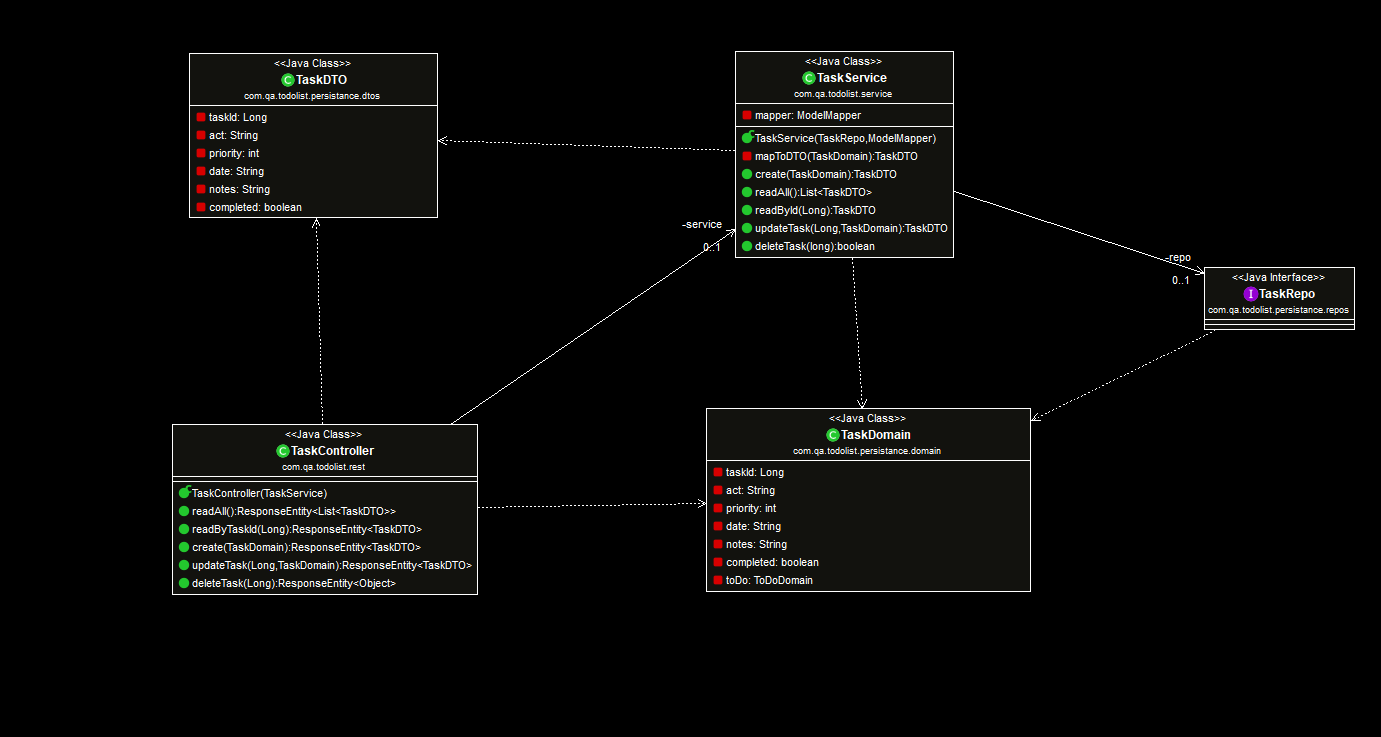 <<Java Class>>
TaskDTO
com.qa.todolist.persistance.dtos
taskId: Long
act: String
priority: int
date: String
notes: String
completed: boolean
<<Java Class>>
TaskService
com.qa.todolist.service
mapper: ModelMapper
TaskService(TaskRepo,ModelMapper)
mapToDTO(TaskDomain):TaskDTO
create(TaskDomain):TaskDTO
readAll():List<TaskDTO>
readById(Long):TaskDTO
updateTask(Long,TaskDomain):TaskDTO
deleteTask(long):boolean
-service
0..1
-repo
0..1
<<Java Interface>>
TaskRepo
com.qa.todolist.persistance.repos
<<Java Class>>
TaskController
com.qa.todolist.rest
TaskController(TaskService)
readAll():ResponseEntity<List<TaskDTO>>
readByTaskId(Long):ResponseEntity<TaskDTO>
create(TaskDomain):ResponseEntity<TaskDTO>
updateTask(Long,TaskDomain):ResponseEntity<TaskDTO>
deleteTask(Long):ResponseEntity<Object>
<<Java Class>>
TaskDomain
com.qa.todolist.persistance.domain
taskId: Long
act: String
priority: int
date: String
notes: String
completed: boolean
toDo: ToDoDomain